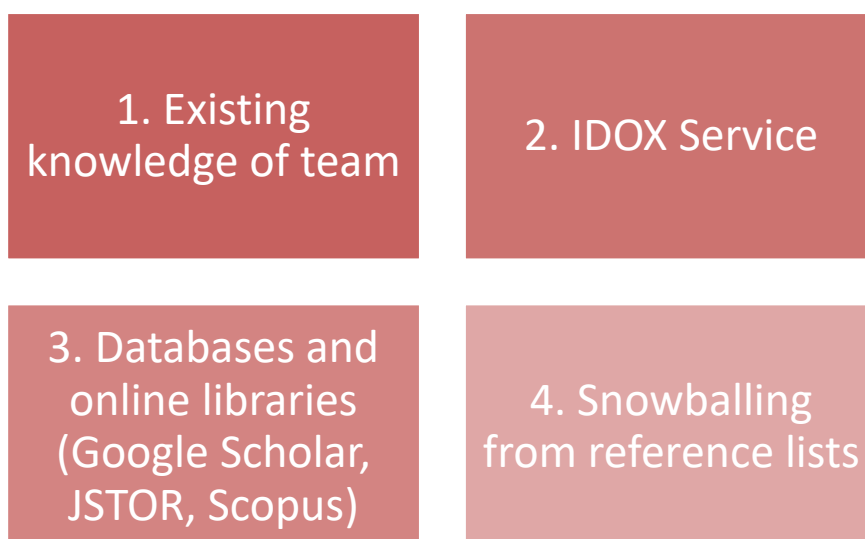 1. Existing
knowledge of team
2. IDOX Service
3. Databases and
online libraries
(Google Scholar,
JSTOR, Scopus)
4. Snowballing
from reference lists